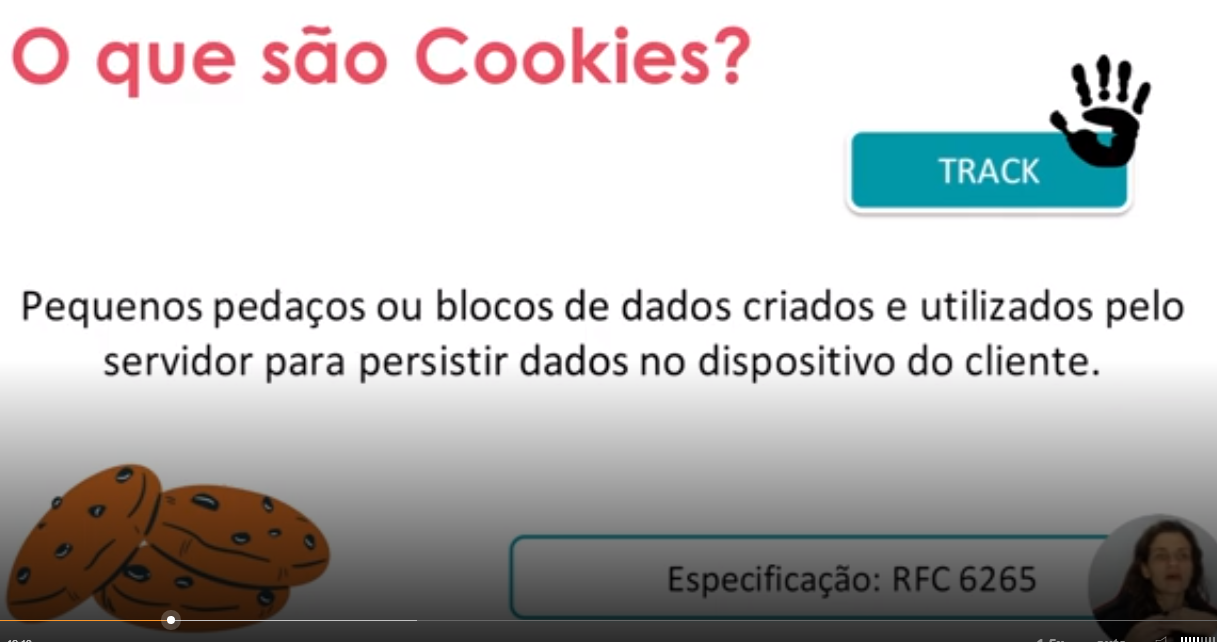 O que são Cookies?
TRACK
Pequenos pedaços ou blocos de dados criados e utilizados pelo
servidor para persistir dados no dispositivo do cliente.
Especificação: RFC 6265